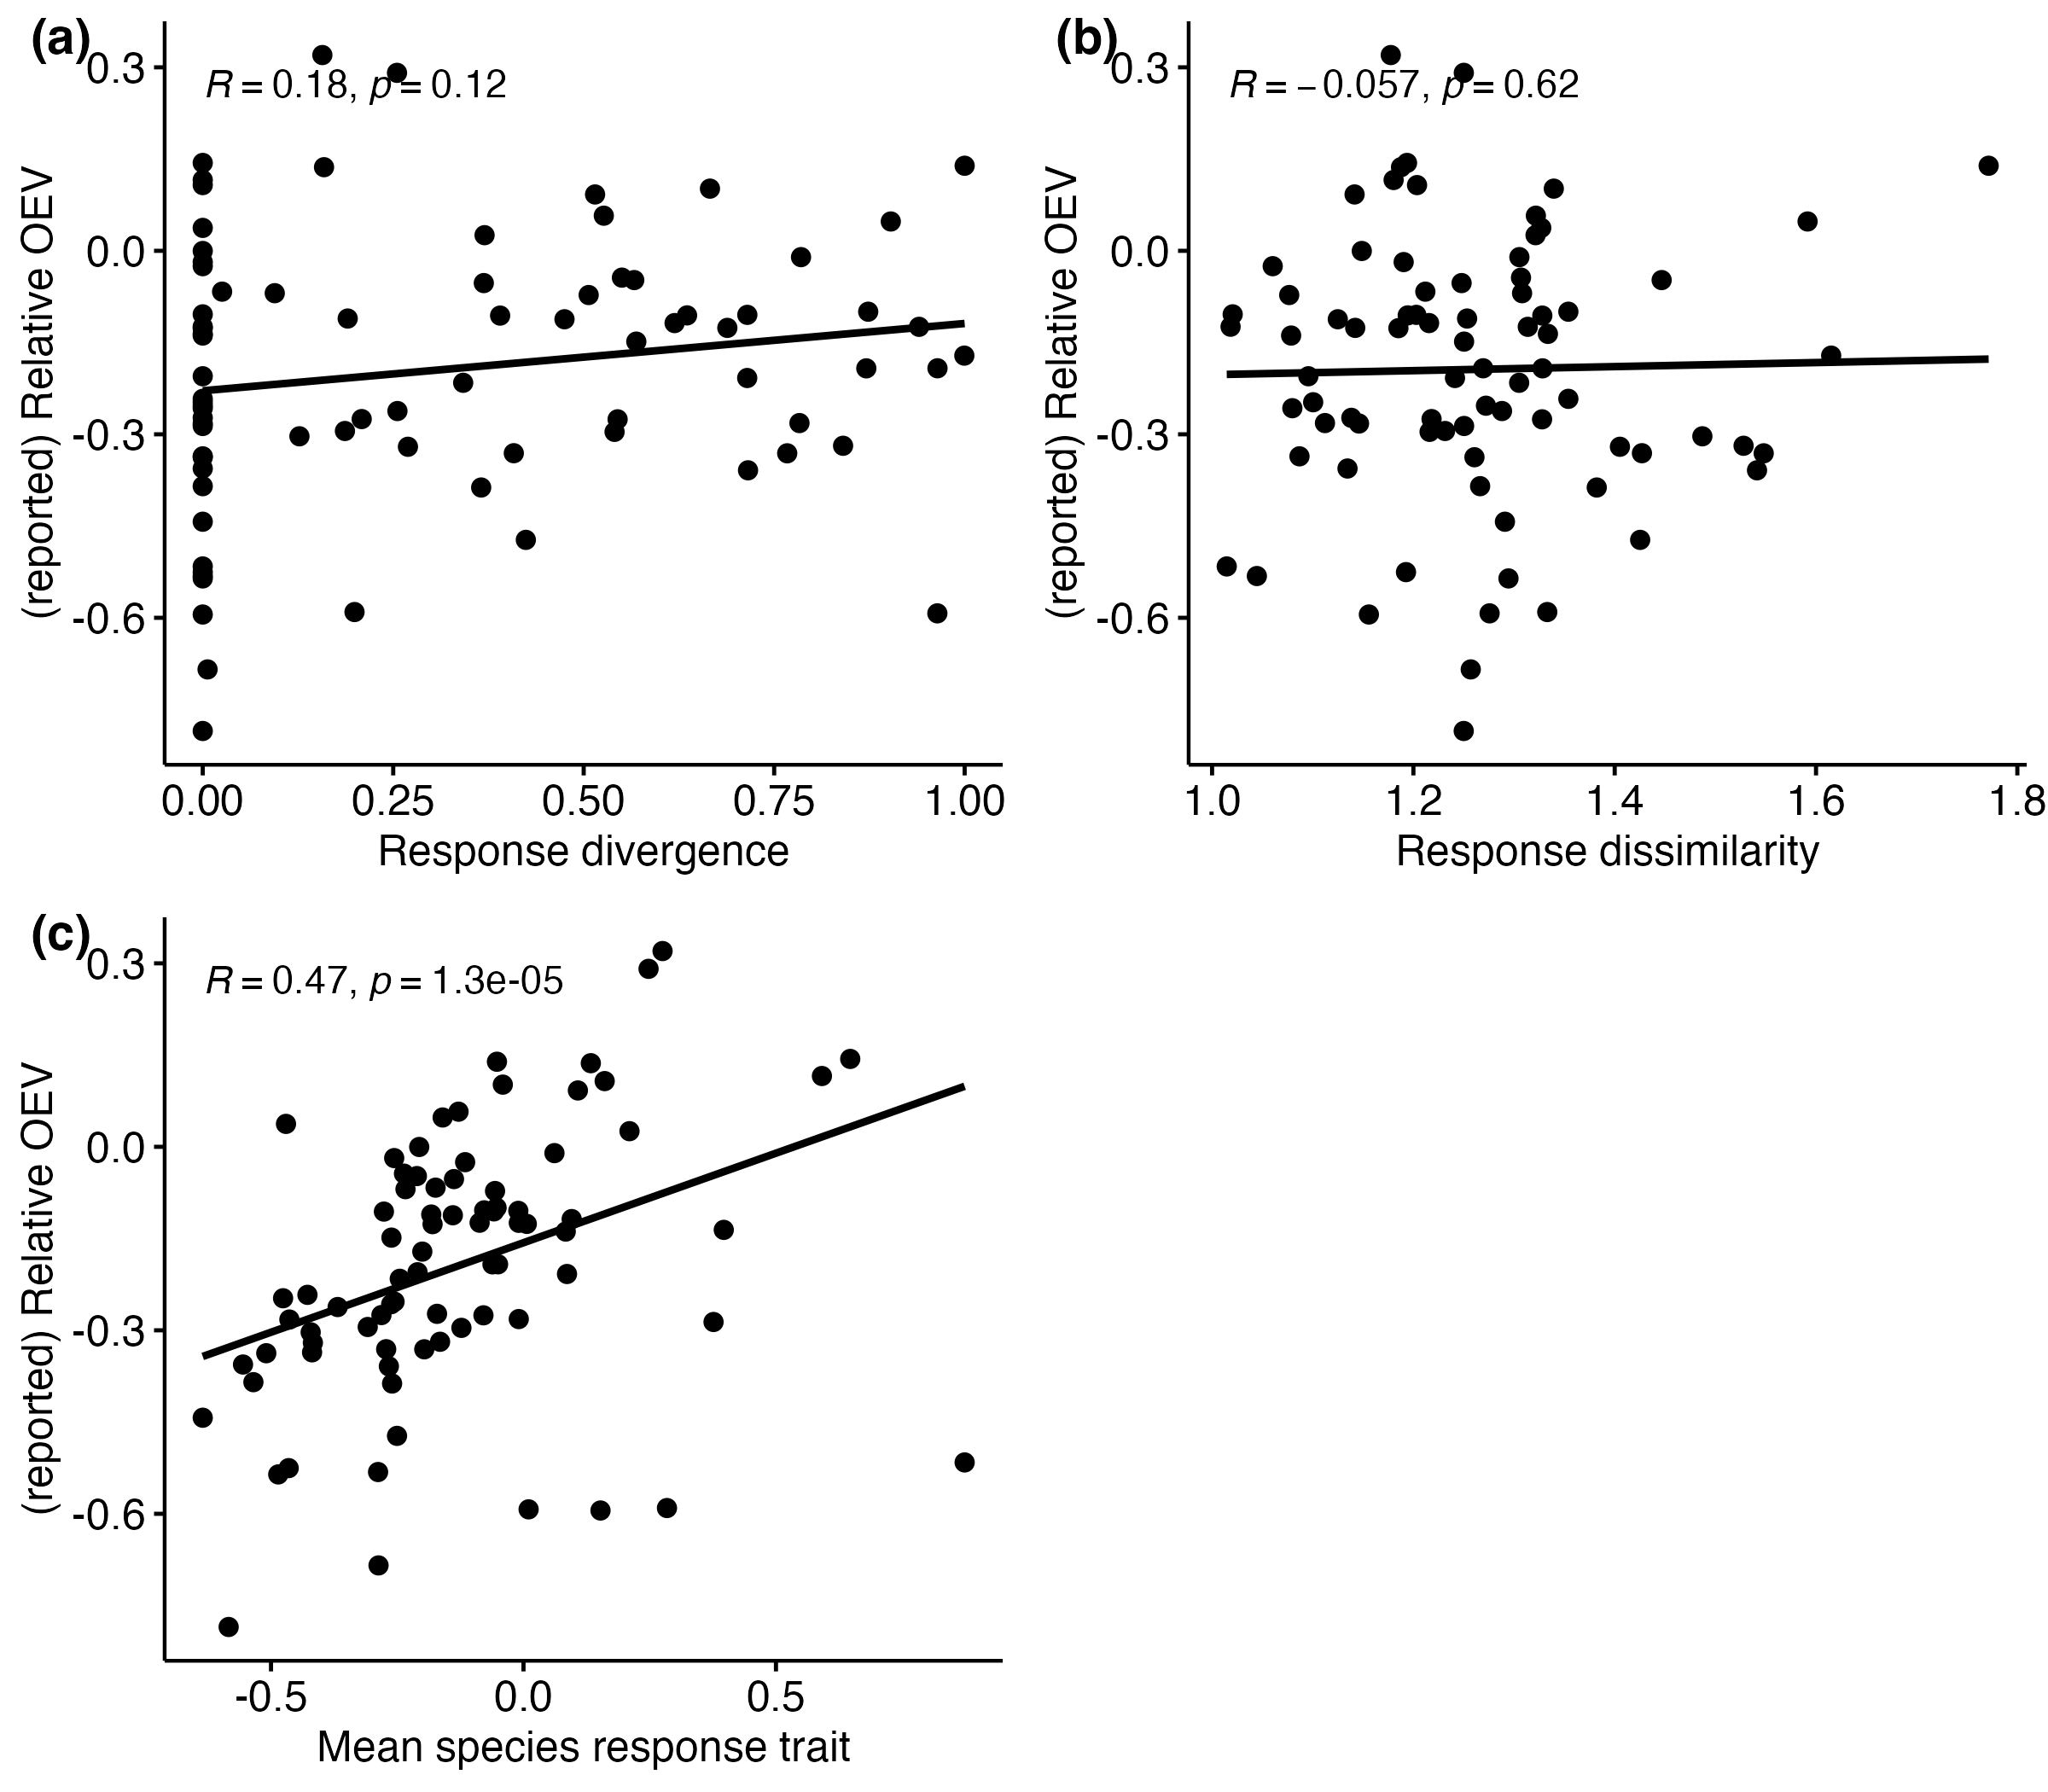 (a)
0.3
0.0
-0.3
-0.6
(reported) Relative OEV
R = 0.18, p = 0.12
0.00 0.25 0.50 0.75 1.00
Response divergence
(b)
0.3
0.0
-0.3
-0.6
(reported) Relative OEV
R = −0.057, p = 0.62
1.0 1.2 1.4 1.6 1.8
Response dissimilarity
(c)
0.3
0.0
-0.3
-0.6
(reported) Relative OEV
R = 0.47, p = 1.3e-05
-0.5 0.0 0.5
Mean species response trait